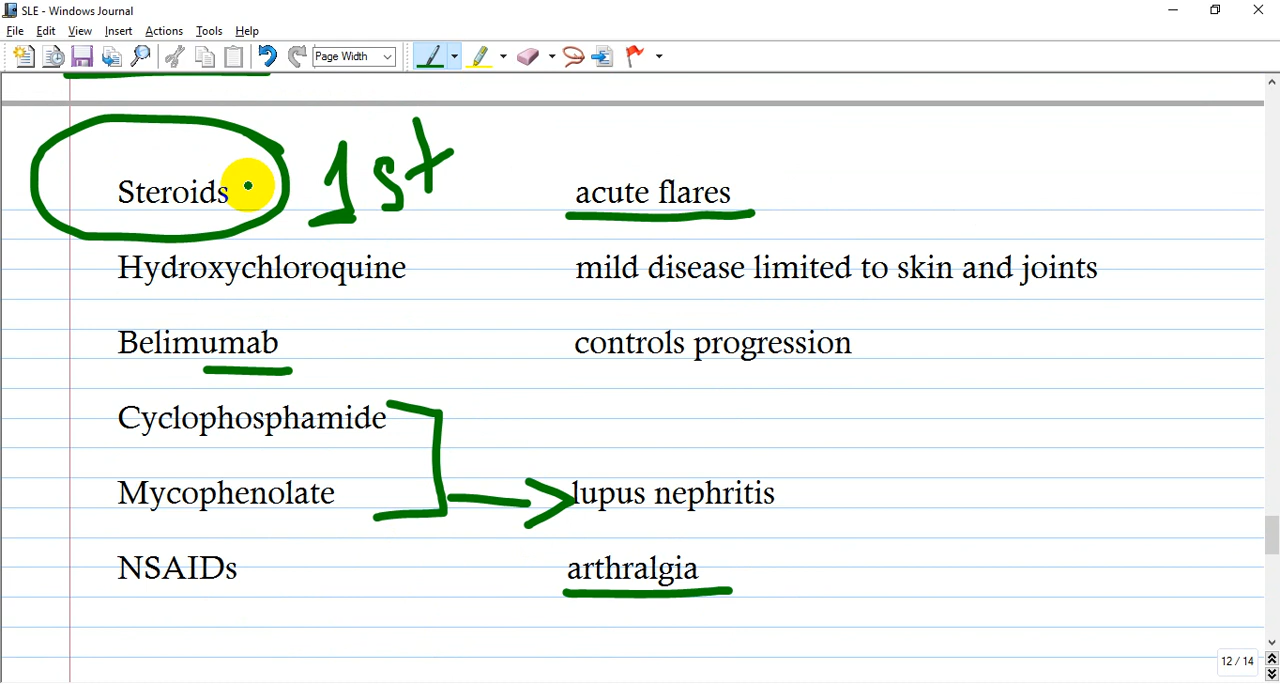 SLE - Windows Journal
File Edit View Insert Actions Tools Help
Page Width
Steroids 1st acute flares
Hydroxychloroquine mild disease limited to skin and joints
Belimumab controls progression
Cyclophosphamide
Mycophenolate lupus nephritis
NSAIDs arthralgia
12 / 14